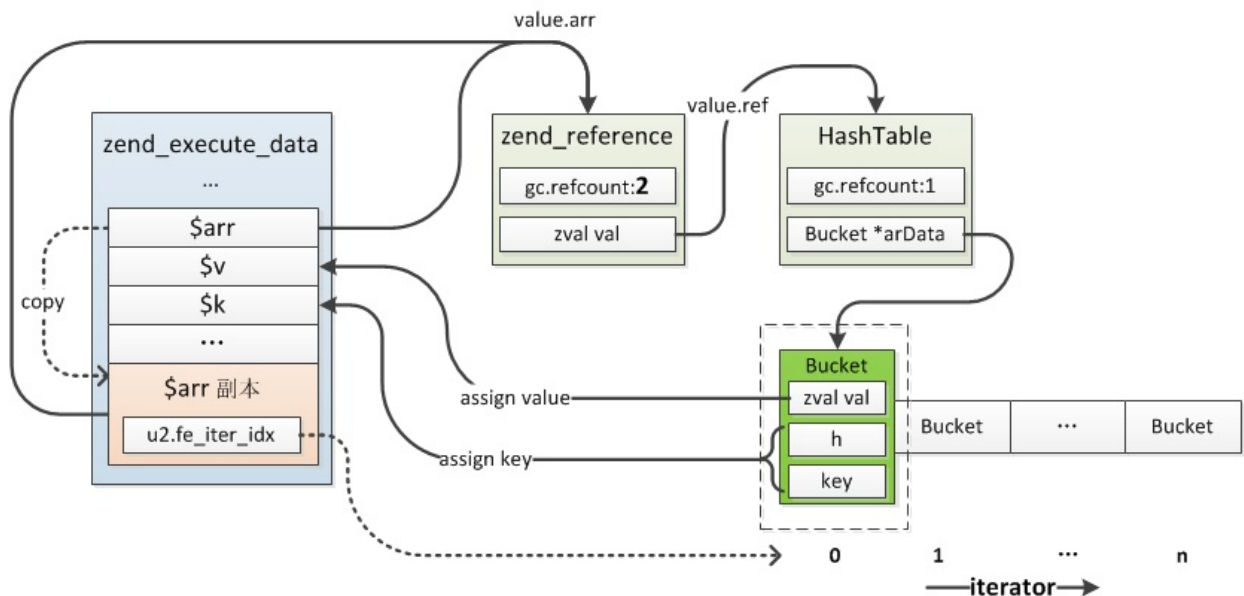 value.arr
zend_execute_data
...
$arr
$v
$k
...
$arr 副本
u2.fe_iter_idx
copy
zend_reference
gc.refcount:2
zval val
value.ref
HashTable
gc.refcount:1
Bucket *arData
assign value
assign key
Bucket
zval val
h
key
Bucket
...
Bucket
0
1
...
n
iterator